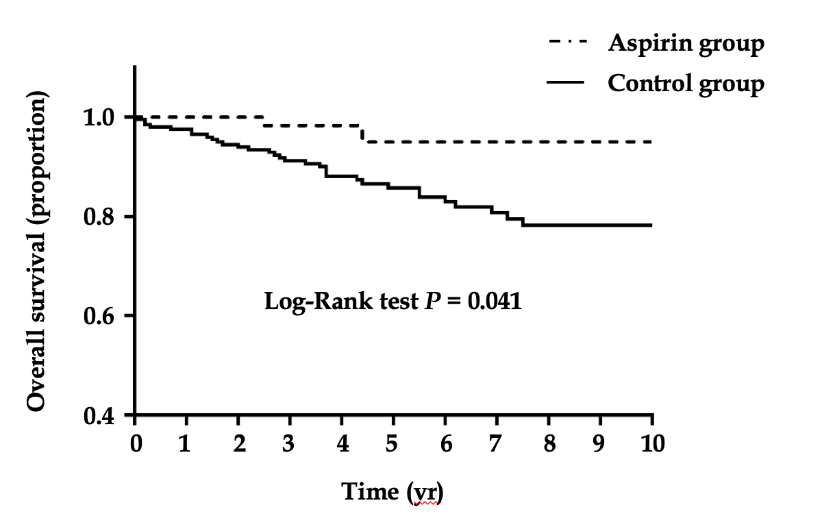 Aspirin group
Control group
Overall survival (proportion)
1.0
0.8
0.6
0.4
Log-Rank test P = 0.041
0 1 2 3 4 5 6 7 8 9 10
Time (yr)